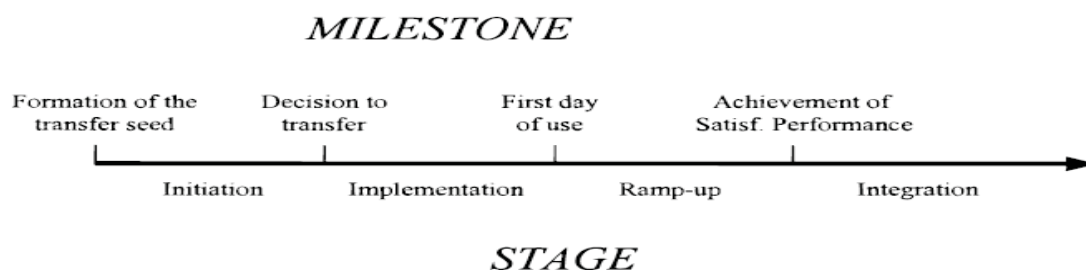 MILESTONE
Formation of the
transfer seed
Decision to
transfer
First day
of use
Achievement of
Satisf. Performance
Initiation
Implementation
Ramp-up
Integration
STAGE